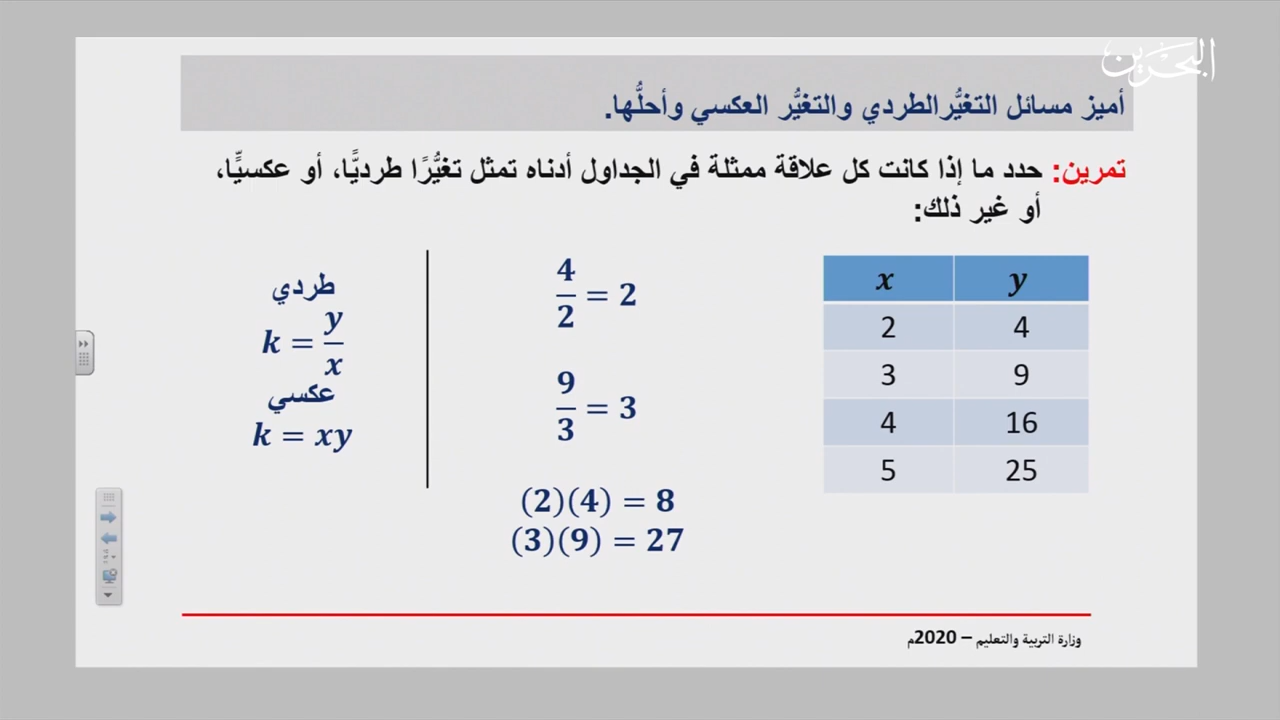 البحرين
أميز مسائل التغيُّرالطردي والتغيُّر العكسي وأحلُّها.
تمرين: حدد ما إذا كانت كل علاقة ممثلة في الجداول أدناه تمثل تغيُّرًا طرديًّا، أو عكسيًّا،
أو غير ذلك:
x y
2 4
3 9
4 16
5 25
4/2 = 2
9/3 = 3
(2)(4) = 8
(3)(9) = 27
طردي
k = y/x
عكسي
k = xy
وزارة التربية والتعليم – 2020م